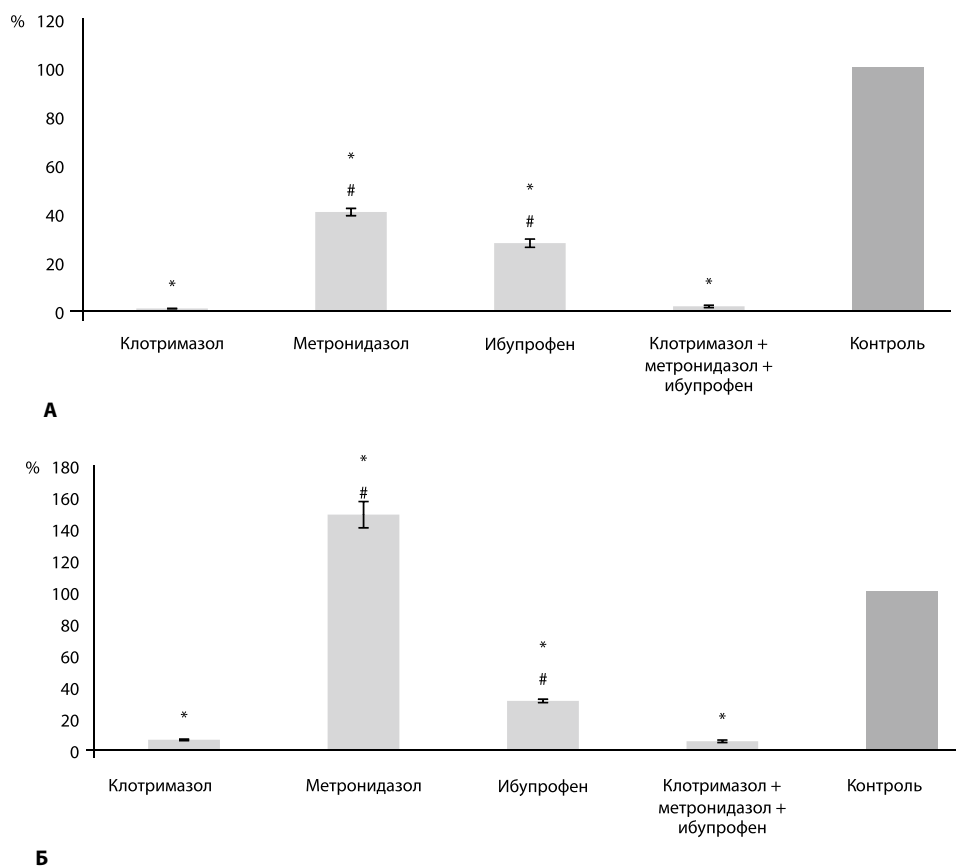 % 120
100
80
60
40
20
0
*
#
*
#
*
*
Клотримазол
Метронидазол
Ибупрофен
Клотримазол +
метронидазол +
ибупрофен
Контроль
А
% 180
160
140
120
100
80
60
40
20
0
*
#
*
#
*
*
Клотримазол
Метронидазол
Ибупрофен
Клотримазол +
метронидазол +
ибупрофен
Контроль
Б